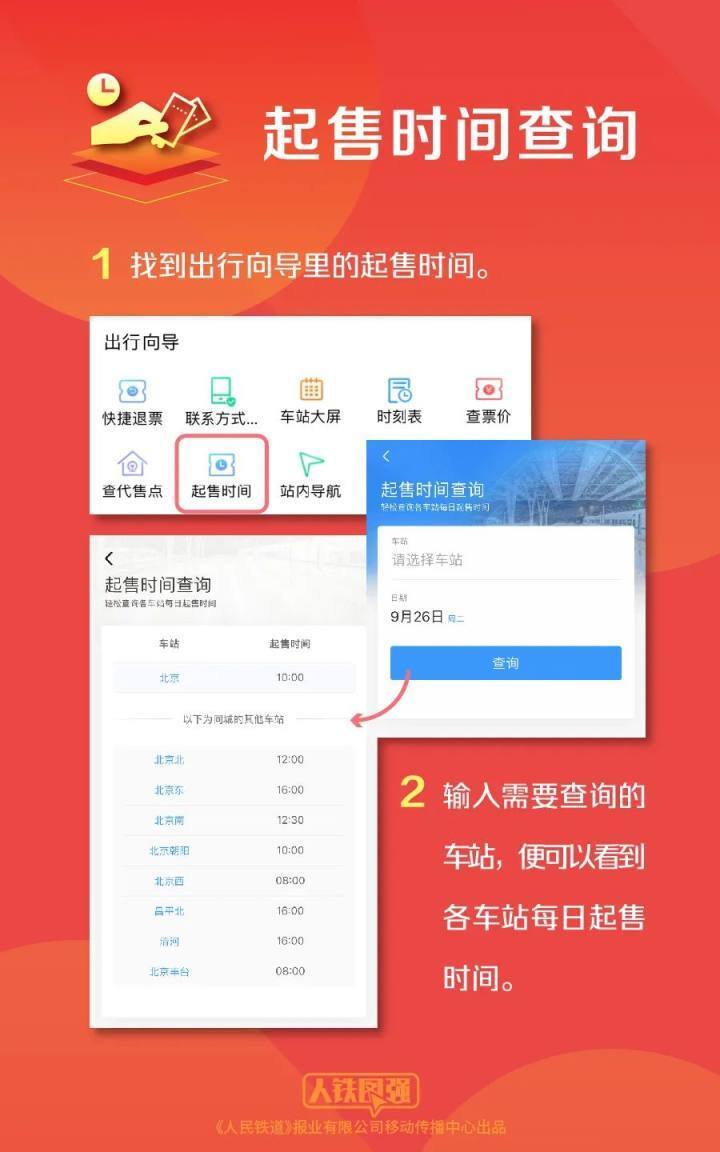 起售时间查询
1 找到出行向导里的起售时间。
出行向导
快捷退票 联系方式... 车站大屏 时刻表 查票价
查代售点 起售时间 站内导航
起售时间查询
轻松查询各车站每日起售时间
车站
请选择车站
日期
9月26日 周二
查询
起售时间查询
轻松查询各车站每日起售时间
车站 起售时间
北京 10:00
以下为同城的其他车站
北京北 12:00
北京东 16:00
北京南 12:30
北京朝阳 10:00
北京西 08:00
昌平北 16:00
清河 16:00
北京丰台 08:00
2 输入需要查询的
车站，便可以看到
各车站每日起售
时间。
人铁图强
《人民铁道》报业有限公司移动传播中心出品